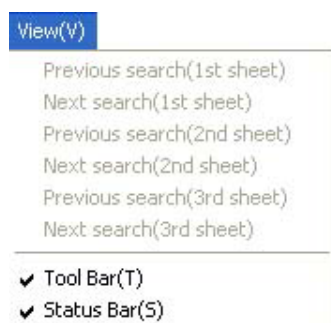 View(V)
Previous search(1st sheet)
Next search(1st sheet)
Previous search(2nd sheet)
Next search(2nd sheet)
Previous search(3rd sheet)
Next search(3rd sheet)
Tool Bar(T)
Status Bar(S)